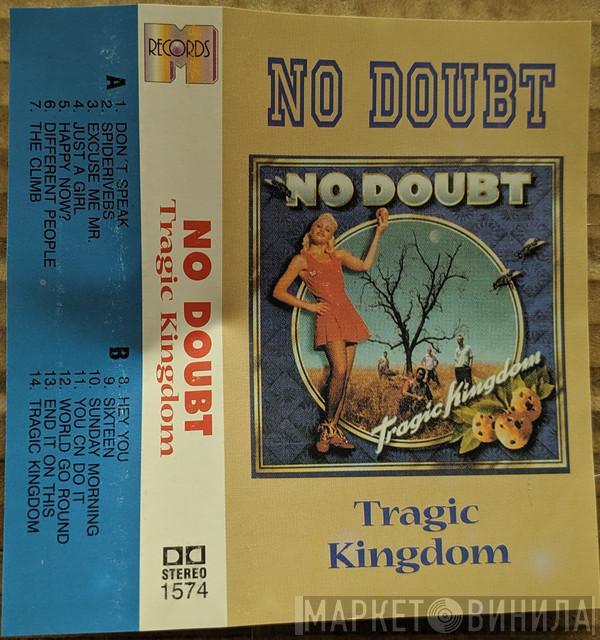 NO DOUBT
NO DOUBT
Tragic Kingdom
Tragic
Kingdom
M
RECORDS
NO DOUBT
Tragic Kingdom
STEREO
1574
A
1. DON'T SPEAK
2. SPIDERIVEBS
3. EXCUSE ME MR.
4. JUST A GIRL
5. HAPPY NOW?
6. DIFFERENT PEOPLE
7. THE CLIMB
B
8. HEY YOU
9. SIXTEEN
10. SUNDAY MORNING
11. YOU CN DO IT
12. WORLD GO ROUND
13. END IT ON THIS
14. TRAGIC KINGDOM
МАРКЕТ ВИНИЛА